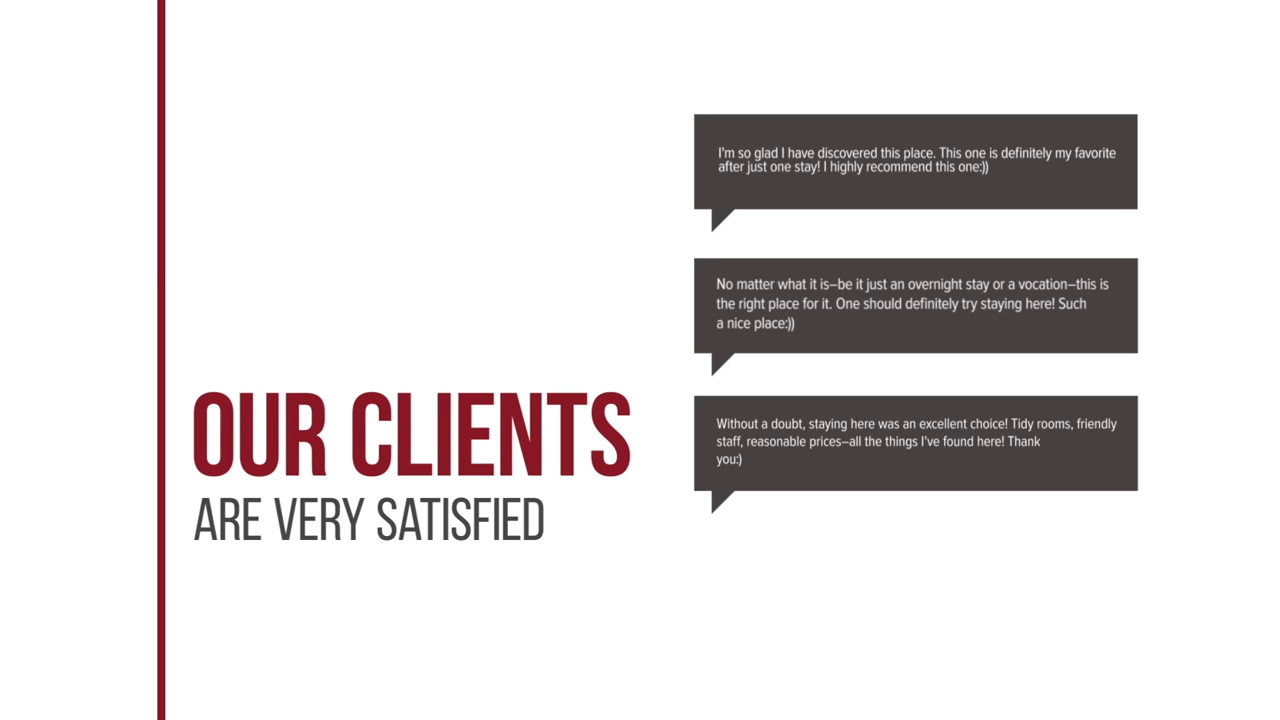 OUR CLIENTS
ARE VERY SATISFIED
I'm so glad I have discovered this place. This one is definitely my favorite
after just one stay! I highly recommend this one:))
No matter what it is–be it just an overnight stay or a vocation–this is
the right place for it. One should definitely try staying here! Such
a nice place:))
Without a doubt, staying here was an excellent choice! Tidy rooms, friendly
staff, reasonable prices–all the things I've found here! Thank
you:)